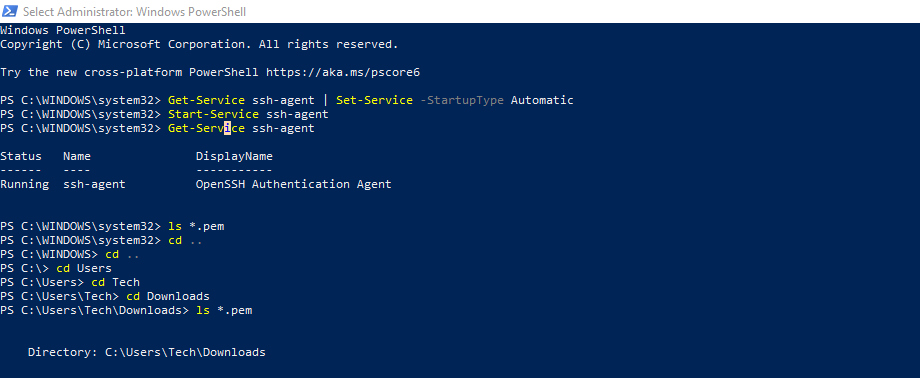 Select Administrator: Windows PowerShell
Windows PowerShell
Copyright (C) Microsoft Corporation. All rights reserved.
Try the new cross-platform PowerShell https://aka.ms/pscore6
PS C:\WINDOWS\system32> Get-Service ssh-agent | Set-Service -StartupType Automatic
PS C:\WINDOWS\system32> Start-Service ssh-agent
PS C:\WINDOWS\system32> Get-Service ssh-agent
Status   Name               DisplayName
------   ----               -----------
Running  ssh-agent          OpenSSH Authentication Agent
PS C:\WINDOWS\system32> ls *.pem
PS C:\WINDOWS\system32> cd ..
PS C:\WINDOWS> cd ..
PS C:\> cd Users
PS C:\Users> cd Tech
PS C:\Users\Tech> cd Downloads
PS C:\Users\Tech\Downloads> ls *.pem
    Directory: C:\Users\Tech\Downloads